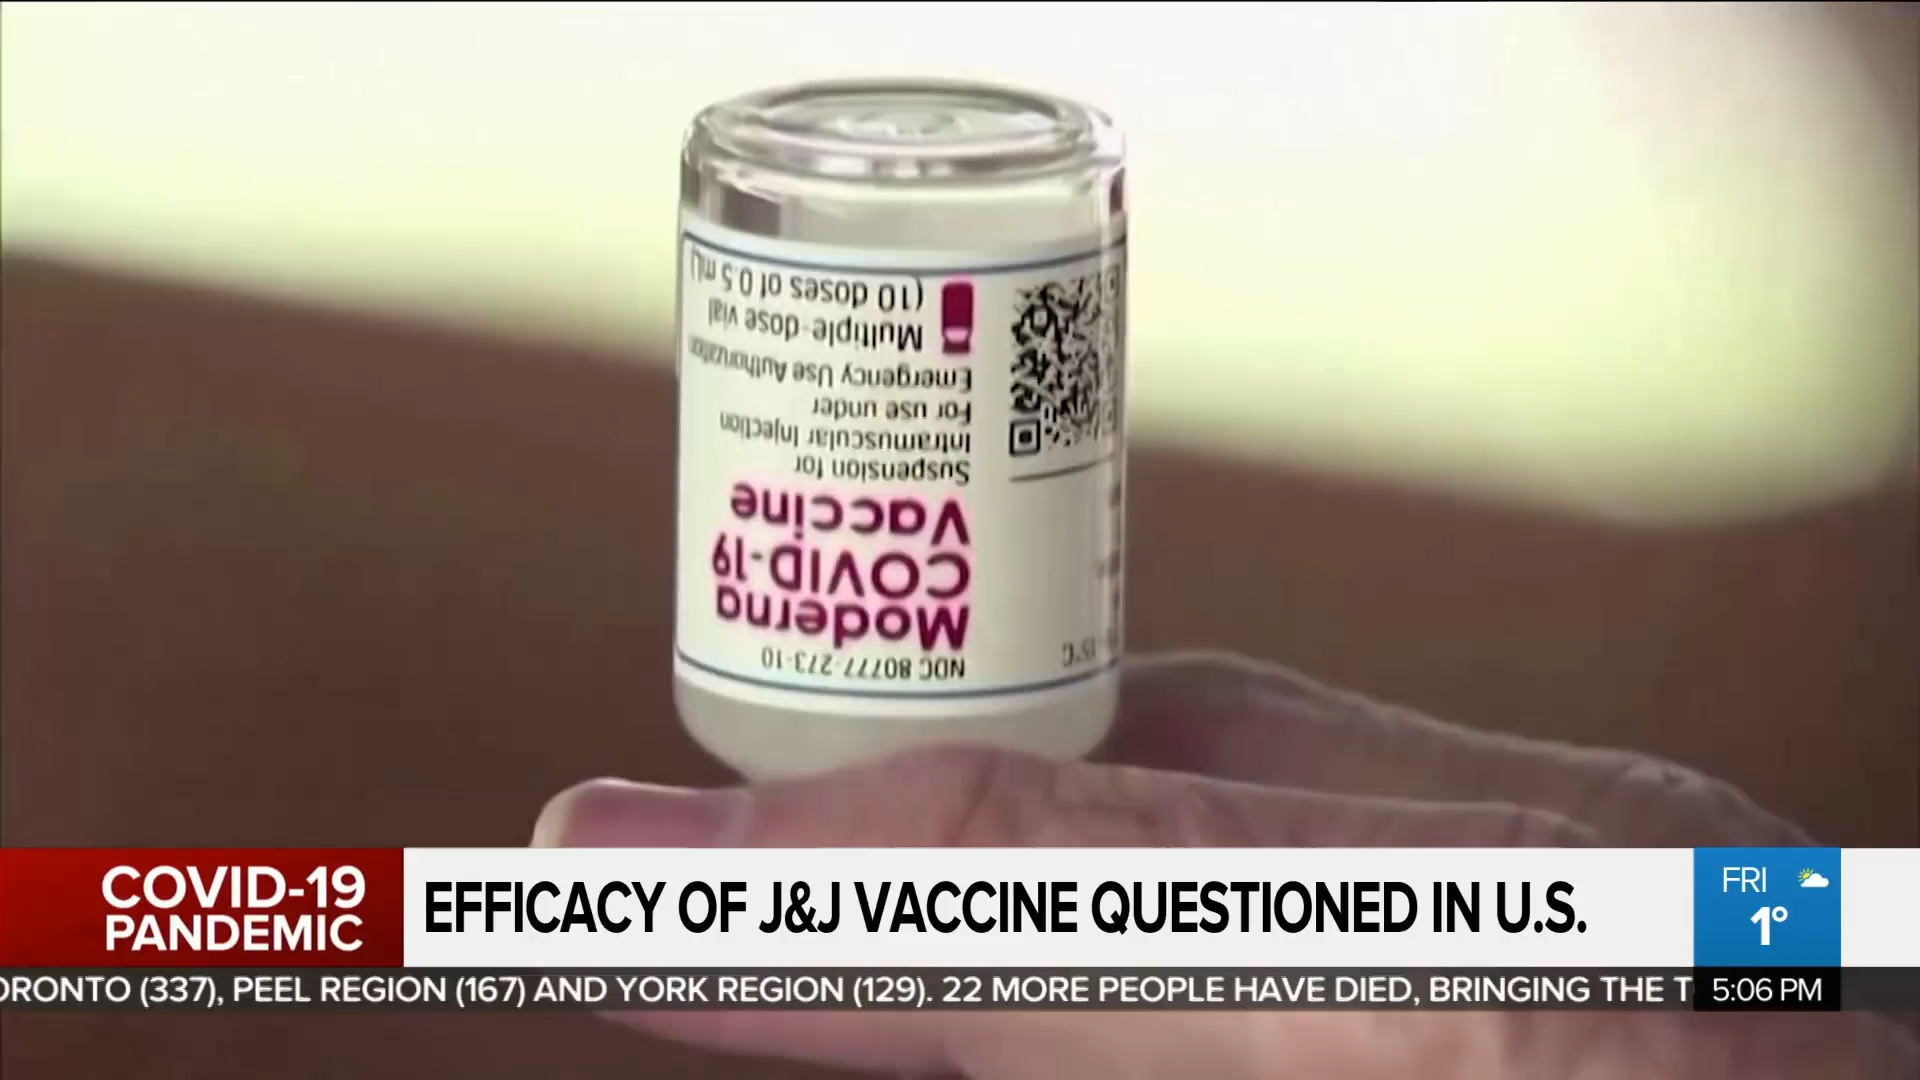 (10 doses of 0.5 mL)
Multiple-dose vial
Emergency Use Authorization
For use under
Intramuscular Injection
Suspension for
Vaccine
COVID-19
Moderna
NDC 80777-273-10
15°C
COVID-19
PANDEMIC
EFFICACY OF J&J VACCINE QUESTIONED IN U.S.
FRI
1°
ORONTO (337), PEEL REGION (167) AND YORK REGION (129). 22 MORE PEOPLE HAVE DIED, BRINGING THE T
5:06 PM